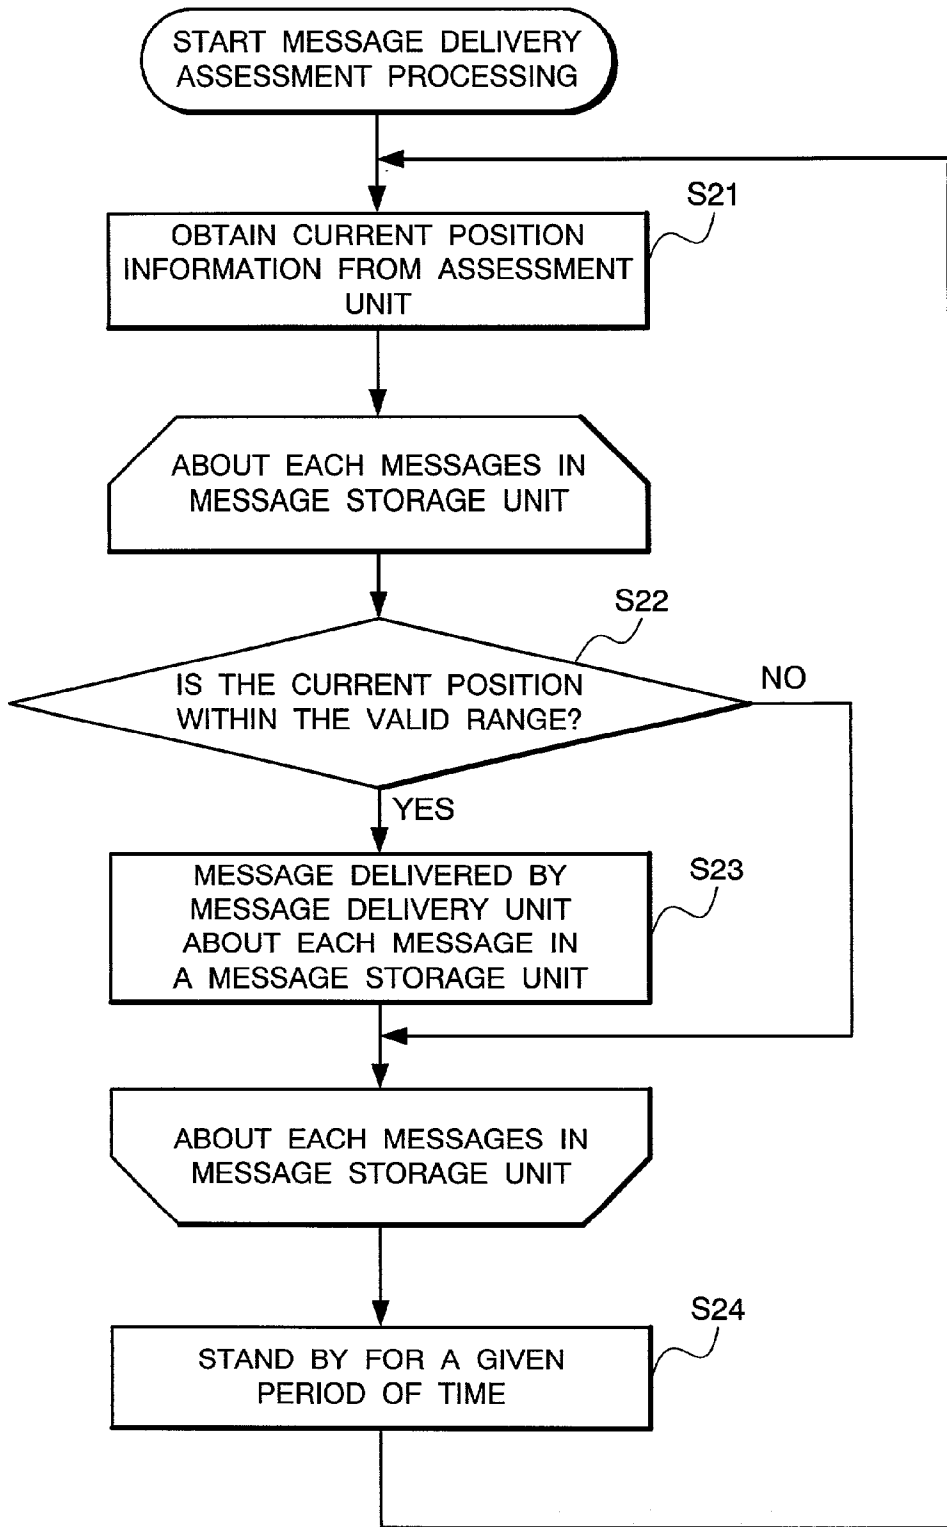 START MESSAGE DELIVERY
ASSESSMENT PROCESSING
S21
OBTAIN CURRENT POSITION
INFORMATION FROM ASSESSMENT
UNIT
ABOUT EACH MESSAGES IN
MESSAGE STORAGE UNIT
S22
IS THE CURRENT POSITION
WITHIN THE VALID RANGE?
NO
YES
S23
MESSAGE DELIVERED BY
MESSAGE DELIVERY UNIT
ABOUT EACH MESSAGE IN
A MESSAGE STORAGE UNIT
ABOUT EACH MESSAGES IN
MESSAGE STORAGE UNIT
S24
STAND BY FOR A GIVEN
PERIOD OF TIME